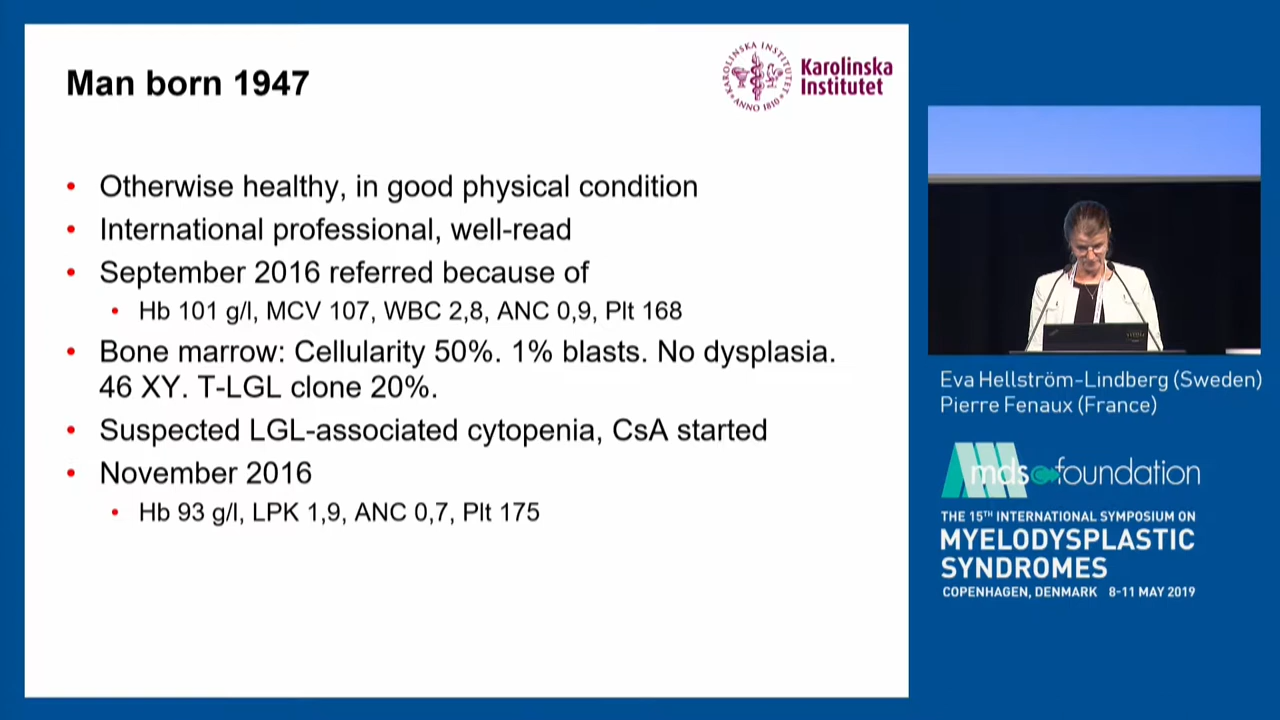 Man born 1947
KAROLINSKA INSTITUTET
ANNO 1810
Karolinska
Institutet
• Otherwise healthy, in good physical condition
• International professional, well-read
• September 2016 referred because of
• Hb 101 g/l, MCV 107, WBC 2,8, ANC 0,9, Plt 168
• Bone marrow: Cellularity 50%. 1% blasts. No dysplasia.
46 XY. T-LGL clone 20%.
• Suspected LGL-associated cytopenia, CsA started
• November 2016
• Hb 93 g/l, LPK 1,9, ANC 0,7, Plt 175
Eva Hellström-Lindberg (Sweden)
Pierre Fenaux (France)
mds foundation
THE 15TH INTERNATIONAL SYMPOSIUM ON
MYELODYSPLASTIC
SYNDROMES
COPENHAGEN, DENMARK 8-11 MAY 2019